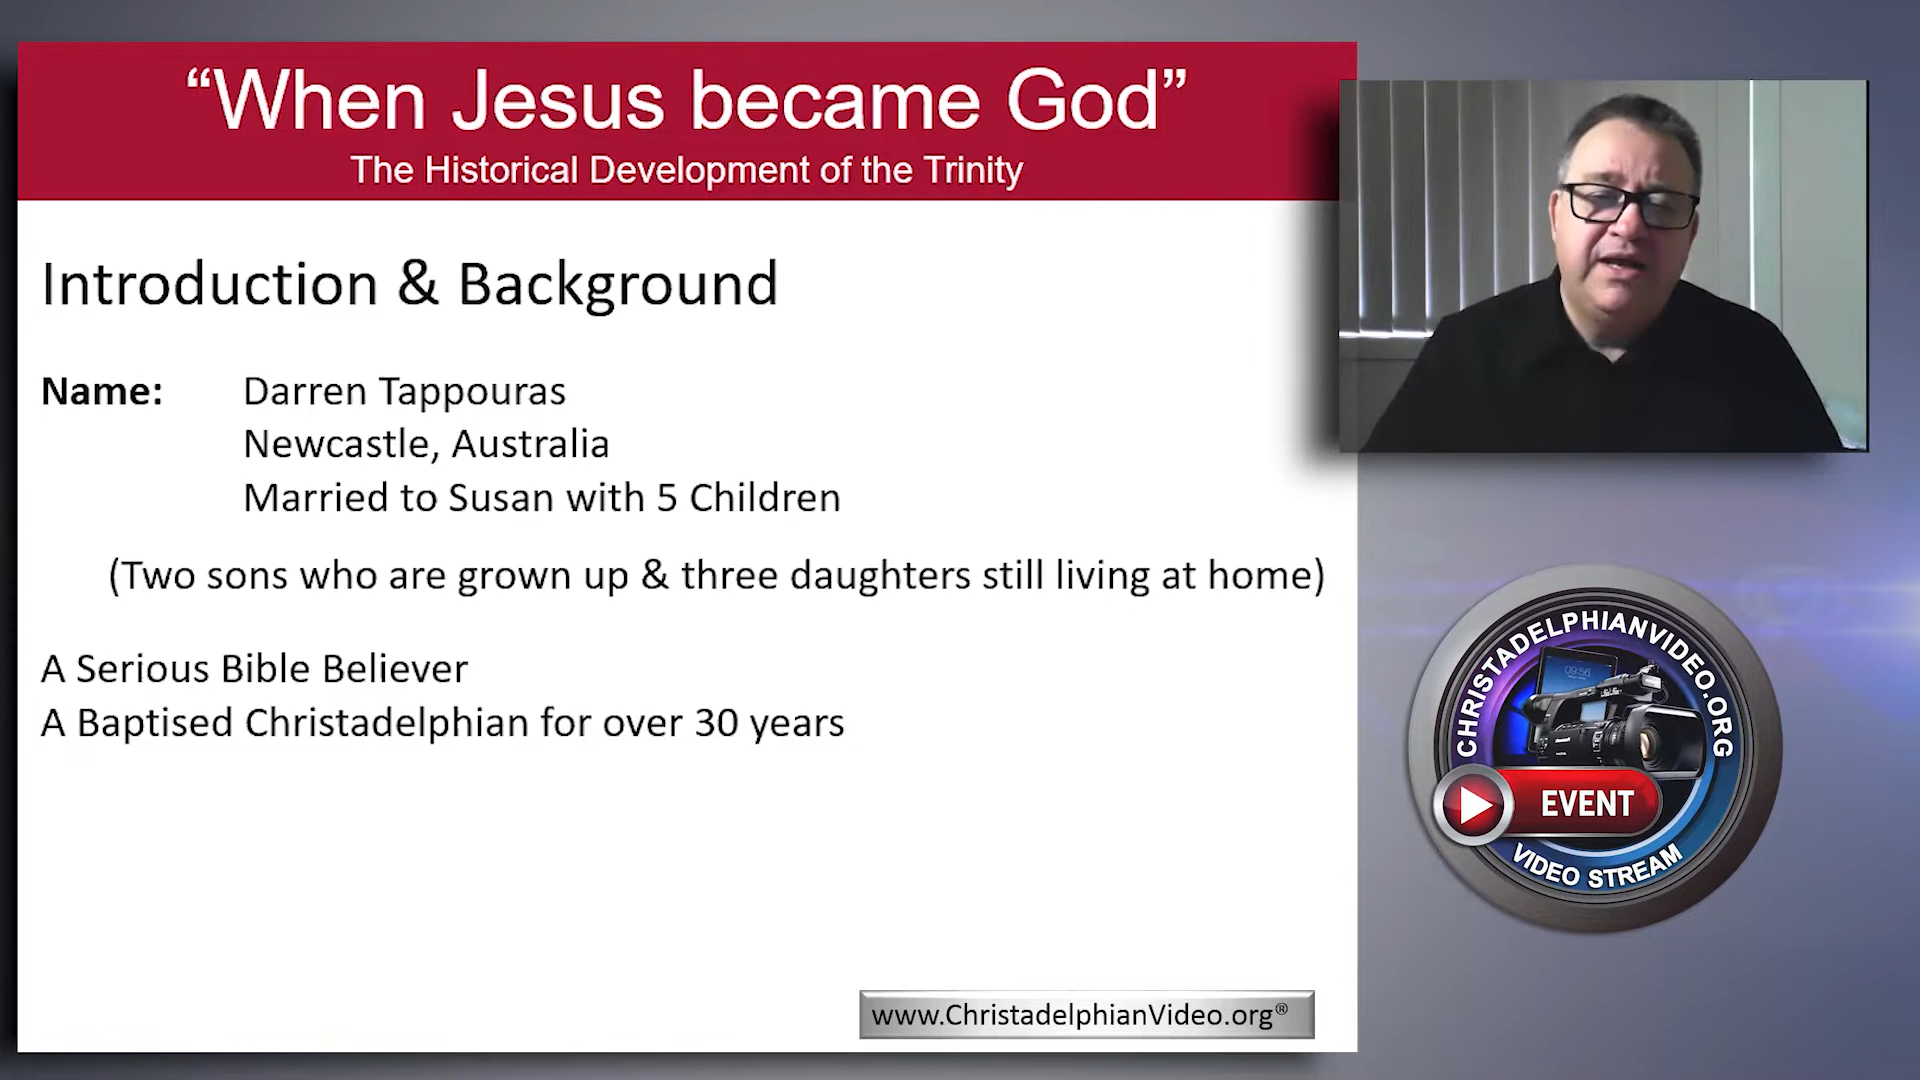 “When Jesus became God”
The Historical Development of the Trinity
Introduction & Background
Name: Darren Tappouras
Newcastle, Australia
Married to Susan with 5 Children
(Two sons who are grown up & three daughters still living at home)
A Serious Bible Believer
A Baptised Christadelphian for over 30 years
www.ChristadelphianVideo.org®
CHRISTADELPHIANVIDEO.ORG
09:56
EVENT
VIDEO STREAM